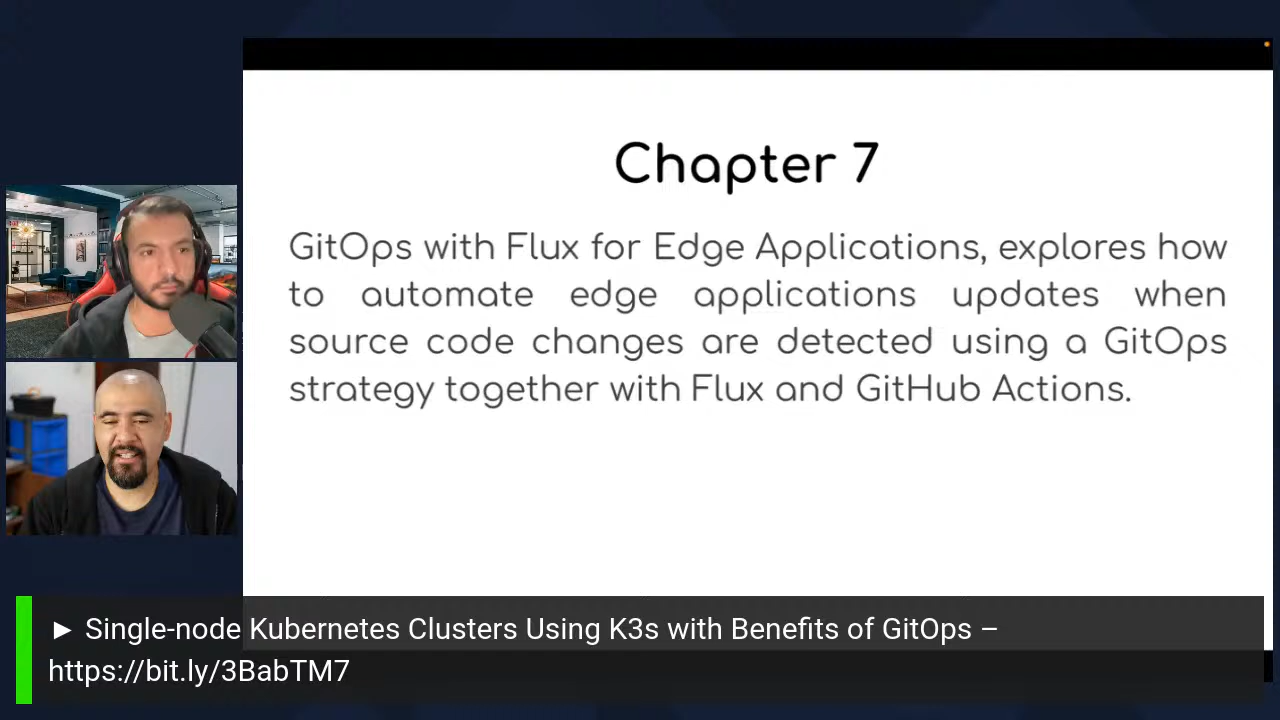 Chapter 7
GitOps with Flux for Edge Applications, explores how
to automate edge applications updates when
source code changes are detected using a GitOps
strategy together with Flux and GitHub Actions.
► Single-node Kubernetes Clusters Using K3s with Benefits of GitOps –
https://bit.ly/3BabTM7